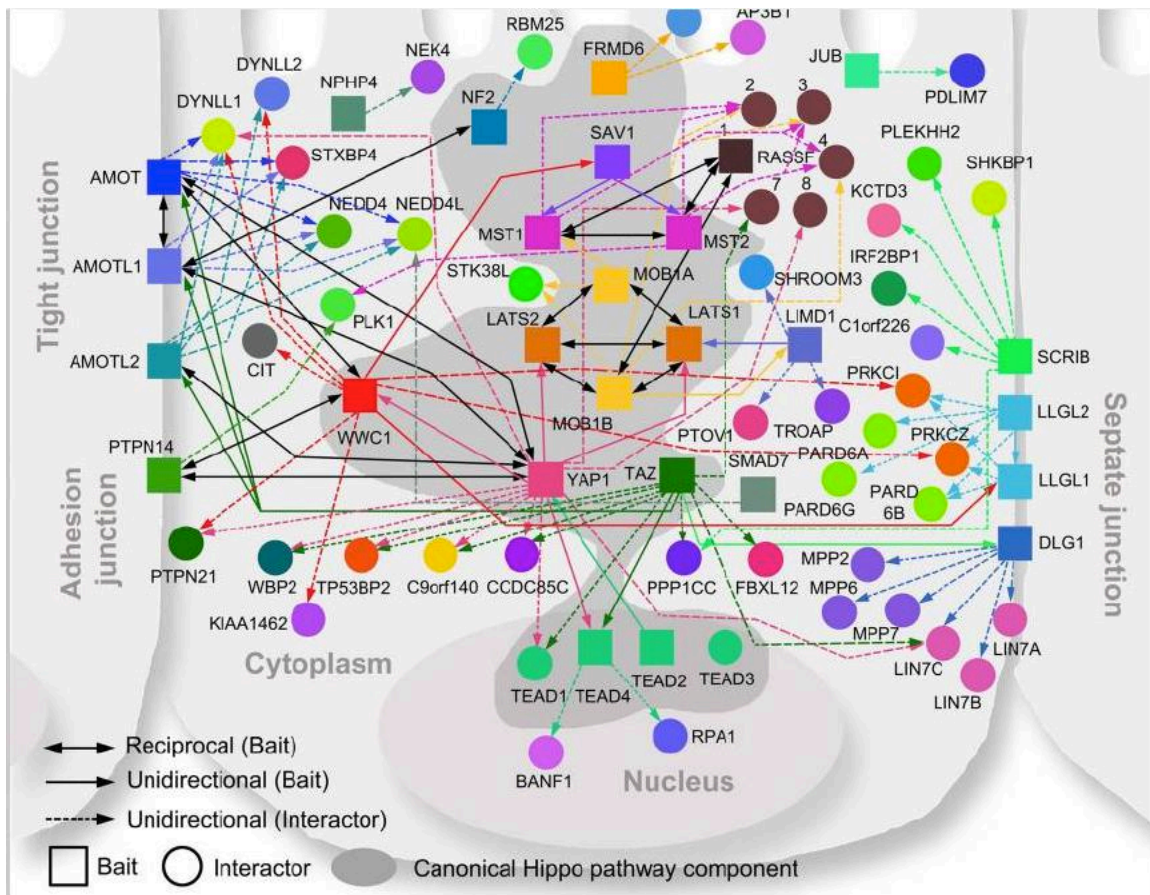 RBM25
AP3B1
FRMD6
NEK4
DYNLL2
NPHP4
NF2
JUB
PDLIM7
DYNLL1
2
3
SAV1
1
RASSF
4
PLEKHH2
STXBP4
SHKBP1
AMOT
7
8
KCTD3
NEDD4
NEDD4L
MST1
MST2
IRF2BP1
AMOTL1
STK38L
MOB1A
SHROOM3
PLK1
LATS2
LATS1
LIMD1
C1orf226
AMOTL2
CIT
SCRIB
PRKCI
WWC1
MOB1B
PTOV1
TROAP
LLGL2
PRKCZ
PTPN14
YAP1
TAZ
SMAD7
PARD6A
LLGL1
PARD
6B
PARD6G
DLG1
PTPN21
WBP2
TP53BP2
C9orf140
CCDC85C
PPP1CC
FBXL12
MPP2
MPP6
MPP7
KIAA1462
LIN7A
LIN7C
LIN7B
TEAD1
TEAD4
TEAD2
TEAD3
BANF1
RPA1
Tight junction
Adhesion
junction
Septate junction
Cytoplasm
Nucleus
Reciprocal (Bait)
Unidirectional (Bait)
Unidirectional (Interactor)
Bait
Interactor
Canonical Hippo pathway component